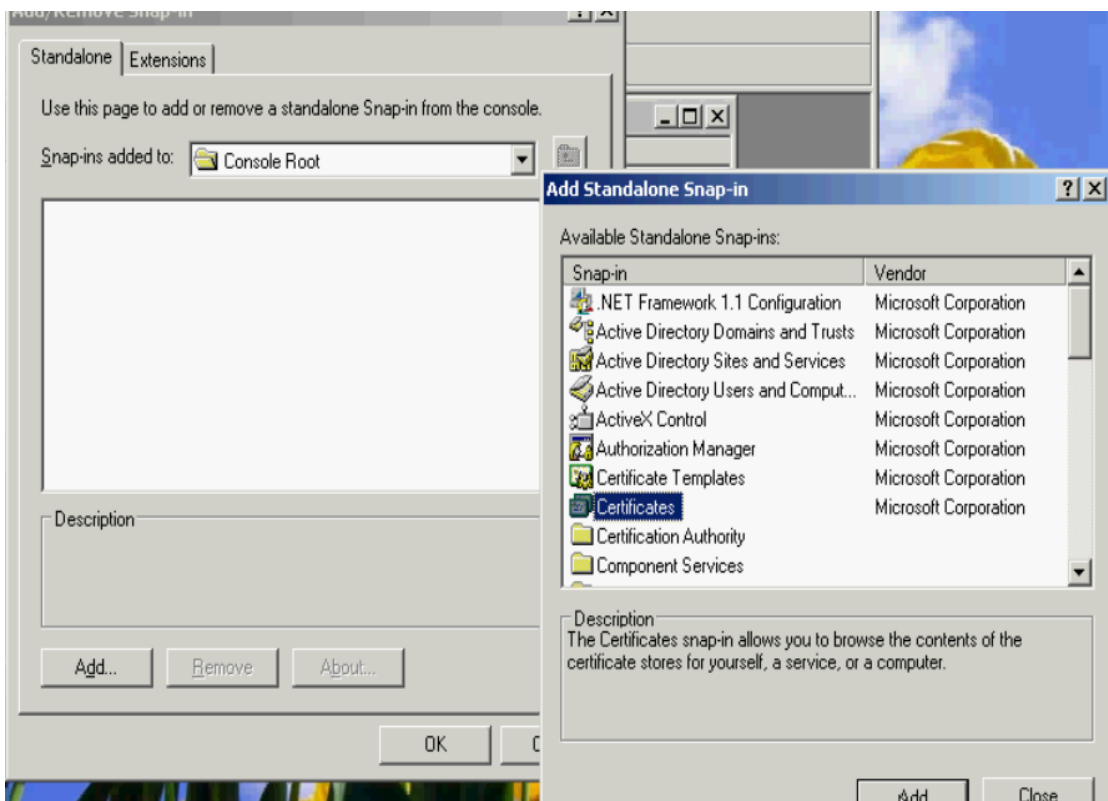 Add/Remove Snap-in
Standalone
Extensions
Use this page to add or remove a standalone Snap-in from the console.
Snap-ins added to:
Console Root
Description
Add...
Remove
About...
OK
Add Standalone Snap-in
Available Standalone Snap-ins:
Snap-in Vendor
.NET Framework 1.1 Configuration Microsoft Corporation
Active Directory Domains and Trusts Microsoft Corporation
Active Directory Sites and Services Microsoft Corporation
Active Directory Users and Comput... Microsoft Corporation
ActiveX Control Microsoft Corporation
Authorization Manager Microsoft Corporation
Certificate Templates Microsoft Corporation
Certificates Microsoft Corporation
Certification Authority
Component Services
Description
The Certificates snap-in allows you to browse the contents of the
certificate stores for yourself, a service, or a computer.
Add
Close